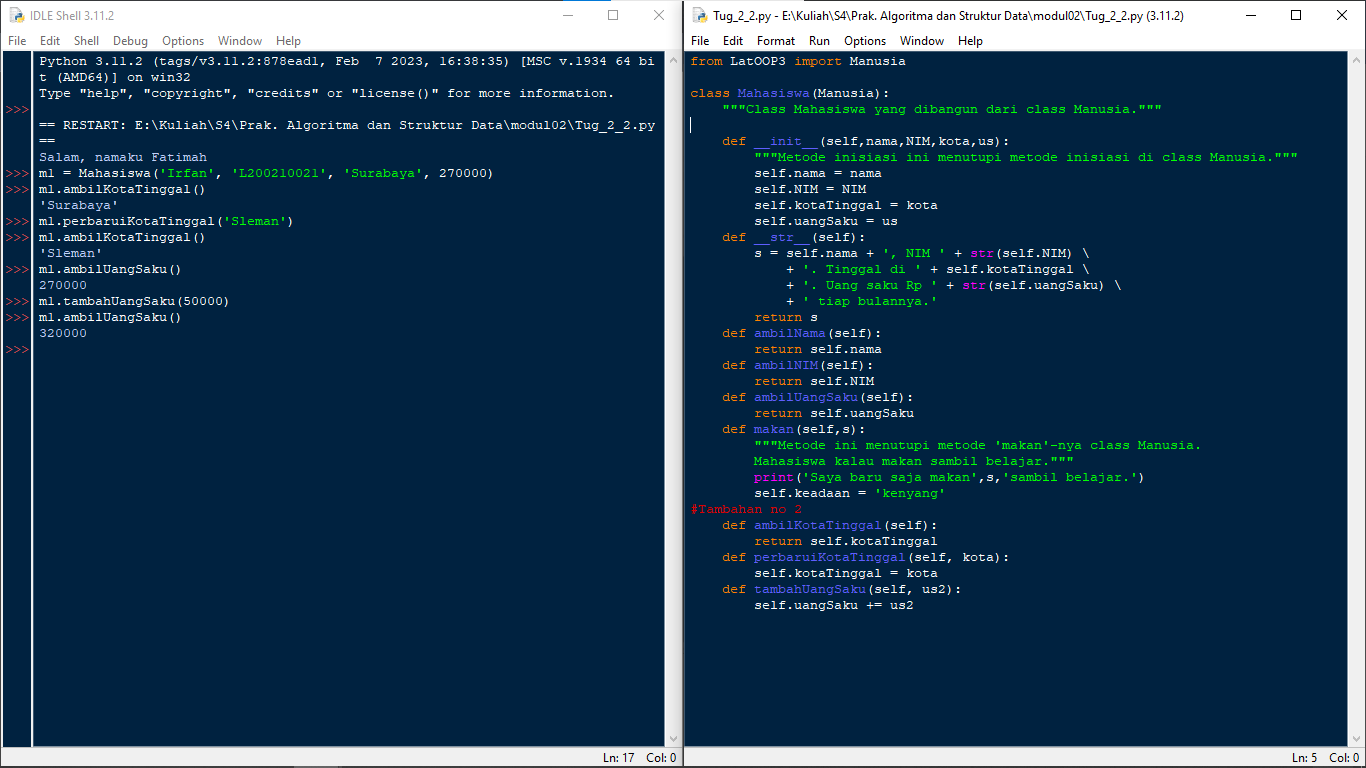 IDLE Shell 3.11.2
File Edit Shell Debug Options Window Help
Python 3.11.2 (tags/v3.11.2:878ead1, Feb  7 2023, 16:38:35) [MSC v.1934 64 bi
t (AMD64)] on win32
Type "help", "copyright", "credits" or "license()" for more information.
>>>
== RESTART: E:\Kuliah\S4\Prak. Algoritma dan Struktur Data\modul02\Tug_2_2.py
==
Salam, namaku Fatimah
>>> ml = Mahasiswa('Irfan', 'L200210021', 'Surabaya', 270000)
>>> ml.ambilKotaTinggal()
'Surabaya'
>>> ml.perbaruiKotaTinggal('Sleman')
>>> ml.ambilKotaTinggal()
'Sleman'
>>> ml.ambilUangSaku()
270000
>>> ml.tambahUangSaku(50000)
>>> ml.ambilUangSaku()
320000
>>>
Ln: 17 Col: 0
Tug_2_2.py - E:\Kuliah\S4\Prak. Algoritma dan Struktur Data\modul02\Tug_2_2.py (3.11.2)
File Edit Format Run Options Window Help
from LatOOP3 import Manusia
class Mahasiswa(Manusia):
    """Class Mahasiswa yang dibangun dari class Manusia."""
    def __init__(self,nama,NIM,kota,us):
        """Metode inisiasi ini menutupi metode inisiasi di class Manusia."""
        self.nama = nama
        self.NIM = NIM
        self.kotaTinggal = kota
        self.uangSaku = us
    def __str__(self):
        s = self.nama + ', NIM ' + str(self.NIM) \
            + '. Tinggal di ' + self.kotaTinggal \
            + '. Uang saku Rp ' + str(self.uangSaku) \
            + ' tiap bulannya.'
        return s
    def ambilNama(self):
        return self.nama
    def ambilNIM(self):
        return self.NIM
    def ambilUangSaku(self):
        return self.uangSaku
    def makan(self,s):
        """Metode ini menutupi metode 'makan'-nya class Manusia.
        Mahasiswa kalau makan sambil belajar."""
        print('Saya baru saja makan',s,'sambil belajar.')
        self.keadaan = 'kenyang'
#Tambahan no 2
    def ambilKotaTinggal(self):
        return self.kotaTinggal
    def perbaruiKotaTinggal(self, kota):
        self.kotaTinggal = kota
    def tambahUangSaku(self, us2):
        self.uangSaku += us2
Ln: 5 Col: 0